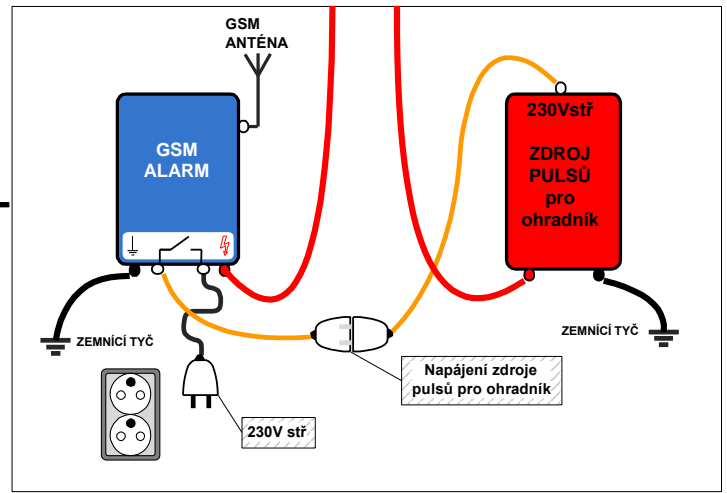 GSM
ANTÉNA
GSM
ALARM
230Vstř
ZDROJ
PULSŮ
pro
ohradník
ZEMNÍCÍ TYČ
ZEMNÍCÍ TYČ
Napájení zdroje
pulsů pro ohradník
230V stř